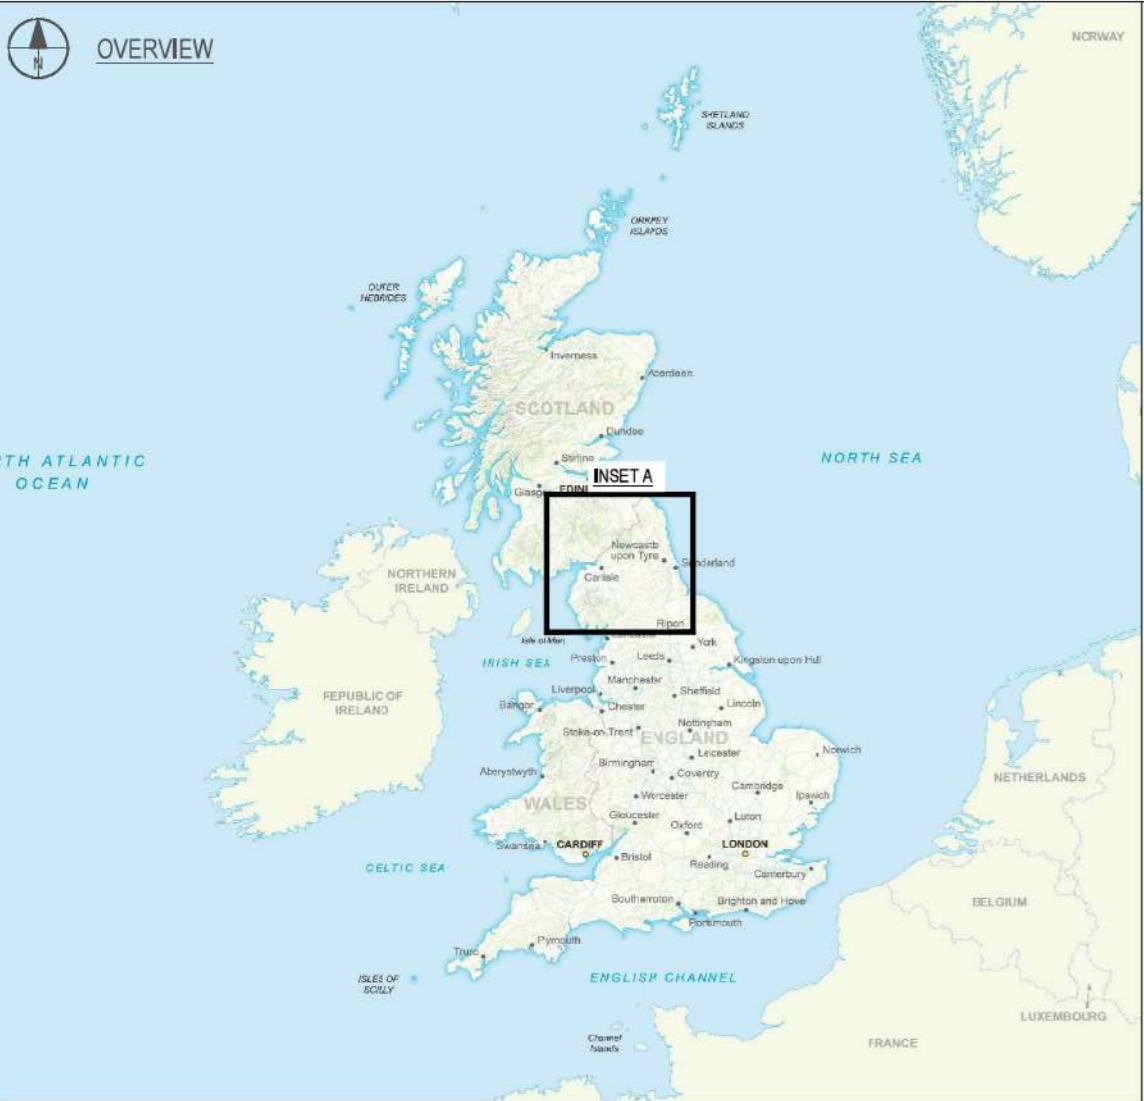 N
OVERVIEW
NORWAY
SHETLAND
ISLANDS
ORKNEY
ISLANDS
OUTER
HEBRIDES
Inverness
Aberdeen
SCOTLAND
Dundee
TH ATLANTIC
OCEAN
NORTH SEA
Stirling
INSET A
Glasg
EDIN
Newcastle
upon Tyne
Sunderland
Carlisle
NORTHERN
IRELAND
Ripon
Isle of Man
York
IRISH SEA
Preston
Leeds
Kingston upon Hull
Manchester
Liverpool
Sheffield
REPUBLIC OF
IRELAND
Bangor
Chester
Lincoln
Nottingham
Stoke-on-Trent
ENGLAND
Leicester
Norwich
Birmingham
Aberystwyth
Coventry
NETHERLANDS
Cambridge
Worcester
Ipswich
WALES
Gloucester
Luton
Oxford
Swansea
CARDIFF
LONDON
Bristol
Reading
CELTIC SEA
Canterbury
Southampton
Brighton and Hove
BELGIUM
Portsmouth
Plymouth
Truro
ISLES OF
SCILLY
ENGLISH CHANNEL
LUXEMBOURG
Channel
Islands
FRANCE